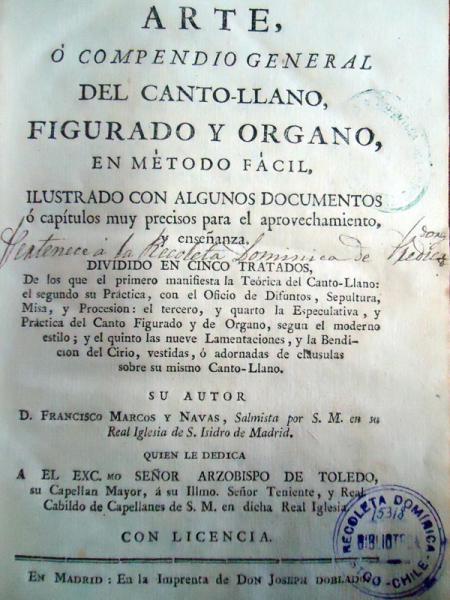 ARTE,
Ó COMPENDIO GENERAL
DEL CANTO-LLANO,
FIGURADO Y ORGANO,
EN MÉTODO FÁCIL,
ILUSTRADO CON ALGUNOS DOCUMENTOS
ó capítulos muy precisos para el aprovechamiento,
y enseñanza.
Pertenece á la Recoleta Dominica de Predicadores
DIVIDIDO EN CINCO TRATADOS,
De los que el primero manifiesta la Teórica del Canto-Llano:
el segundo su Práctica, con el Oficio de Difuntos, Sepultura,
Misa, y Procesion: el tercero, y quarto la Especulativa, y
Práctica del Canto Figurado y de Organo, segun el moderno
estilo; y el quinto las nueve Lamentaciones, y la Bendi-
cion del Cirio, vestidas, ó adornadas de cláusulas
sobre su mismo Canto-Llano.
SU AUTOR
D. FRANCISCO MARCOS Y NAVAS, Salmista por S. M. en su
Real Iglesia de S. Isidro de Madrid.
QUIEN LE DEDICA
A EL EXC.MO SEÑOR ARZOBISPO DE TOLEDO,
su Capellan Mayor, á su Illmo. Señor Teniente, y Real
Cabildo de Capellanes de S. M. en dicha Real Iglesia.
CON LICENCIA.
EN MADRID: En la Imprenta de DON JOSEPH DOBLADO.
RECOLETA DOMÍNICA
15318
BIBLIOTECA
STGO-CHILE